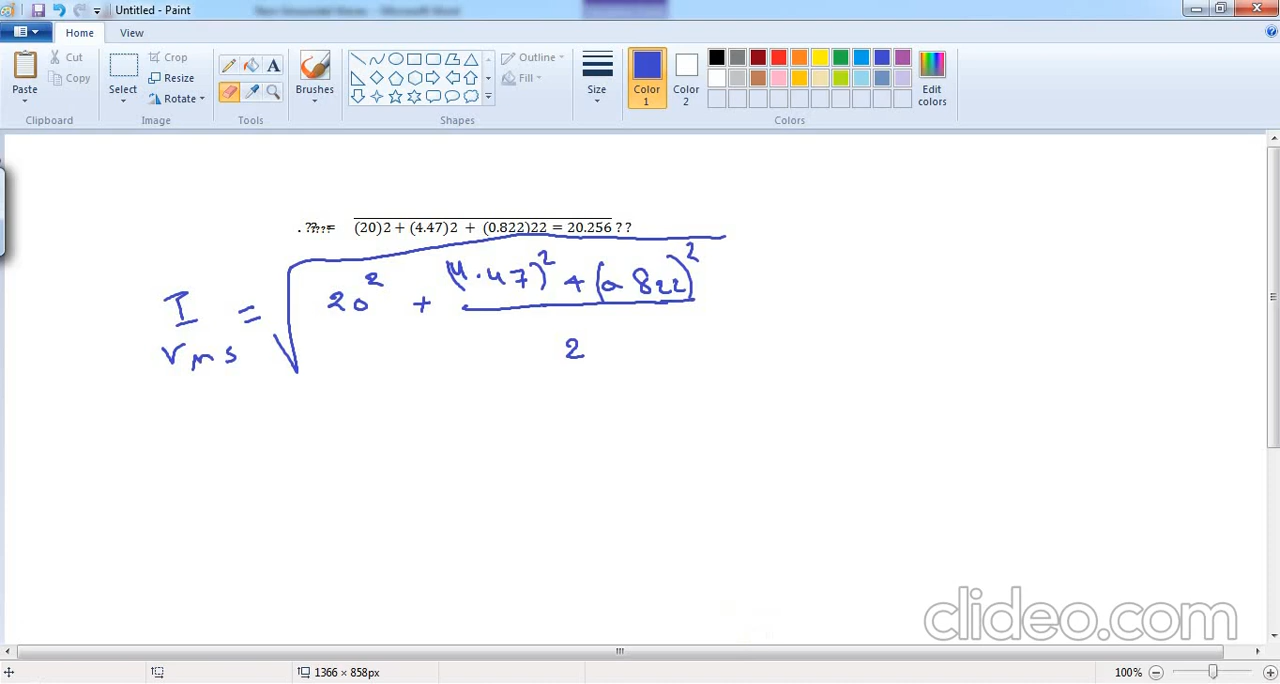 Untitled - Paint
Home View
Paste
Cut
Copy
Clipboard
Select
Resize
Rotate
Image
Tools
Brushes
Shapes
Outline
Fill
Size
Color 1
Color 2
Edit colors
Colors
(20)2 + (4.47)2 + (0.822)22 = 20.256 ? ?
I rms = √ 20² + (4.47)² + (0.822)²
2
clideo.com
1366 × 858px
100%